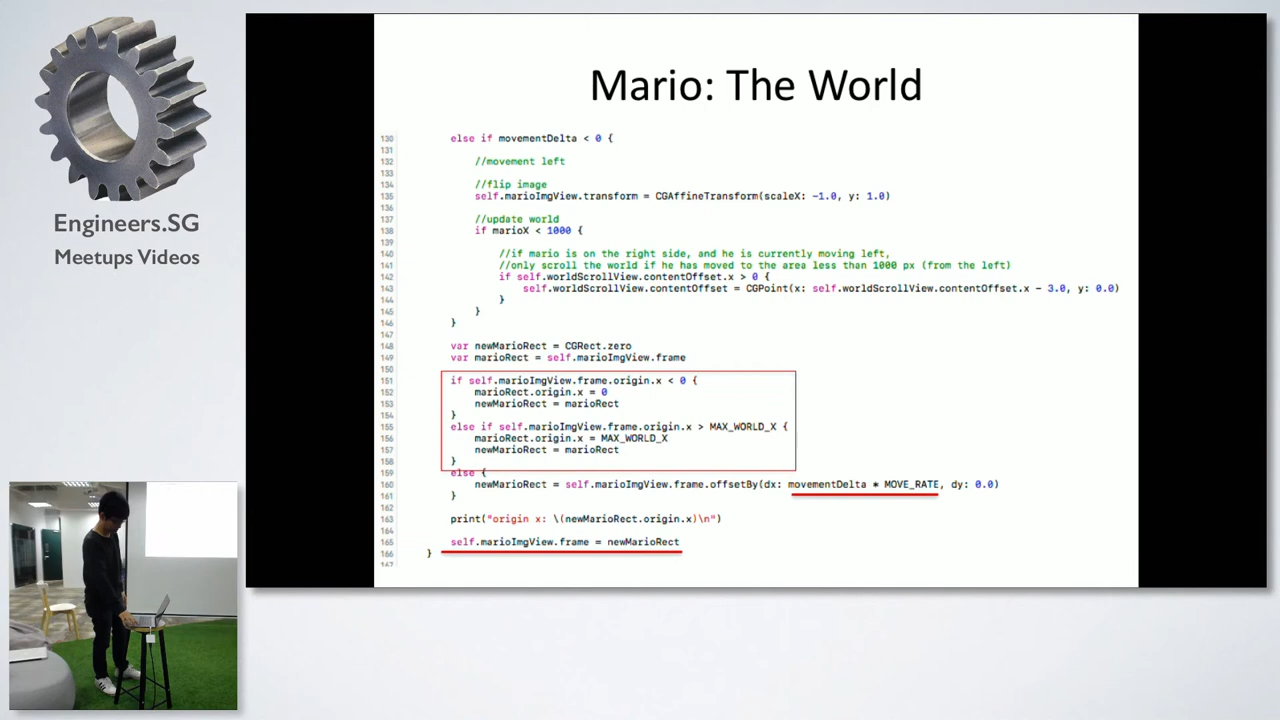 Engineers.SG
Meetups Videos
Mario: The World
130 else if movementDelta < 0 {
131
132 //movement left
133
134 //flip image
135 self.marioImgView.transform = CGAffineTransform(scaleX: -1.0, y: 1.0)
136
137 //update world
138 if marioX < 1000 {
139
140 //if mario is on the right side, and he is currently moving left,
141 //only scroll the world if he has moved to the area less than 1000 px (from the left)
142 if self.worldScrollView.contentOffset.x > 0 {
143 self.worldScrollView.contentOffset = CGPoint(x: self.worldScrollView.contentOffset.x - 3.0, y: 0.0)
144 }
145 }
146 }
147
148 var newMarioRect = CGRect.zero
149 var marioRect = self.marioImgView.frame
150
151 if self.marioImgView.frame.origin.x < 0 {
152 marioRect.origin.x = 0
153 newMarioRect = marioRect
154 }
155 else if self.marioImgView.frame.origin.x > MAX_WORLD_X {
156 marioRect.origin.x = MAX_WORLD_X
157 newMarioRect = marioRect
158 }
159 else {
160 newMarioRect = self.marioImgView.frame.offsetBy(dx: movementDelta * MOVE_RATE, dy: 0.0)
161 }
162
163 print("origin x: \(newMarioRect.origin.x)\n")
164
165 self.marioImgView.frame = newMarioRect
166 }
167